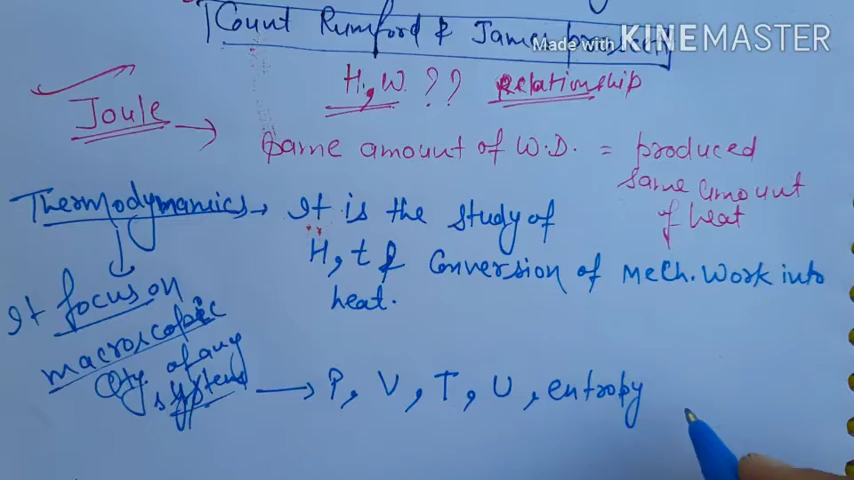 Count Rumford & James
Made with KINEMASTER
H, W. ?? relationship
Joule → same amount of W.D. = produced
same amount
of heat
Thermodynamics → It is the study of
H, t & conversion of Mech. Work into
heat.
It focus on
macroscopic
Qty. of any
system → P, V, T, U, entropy